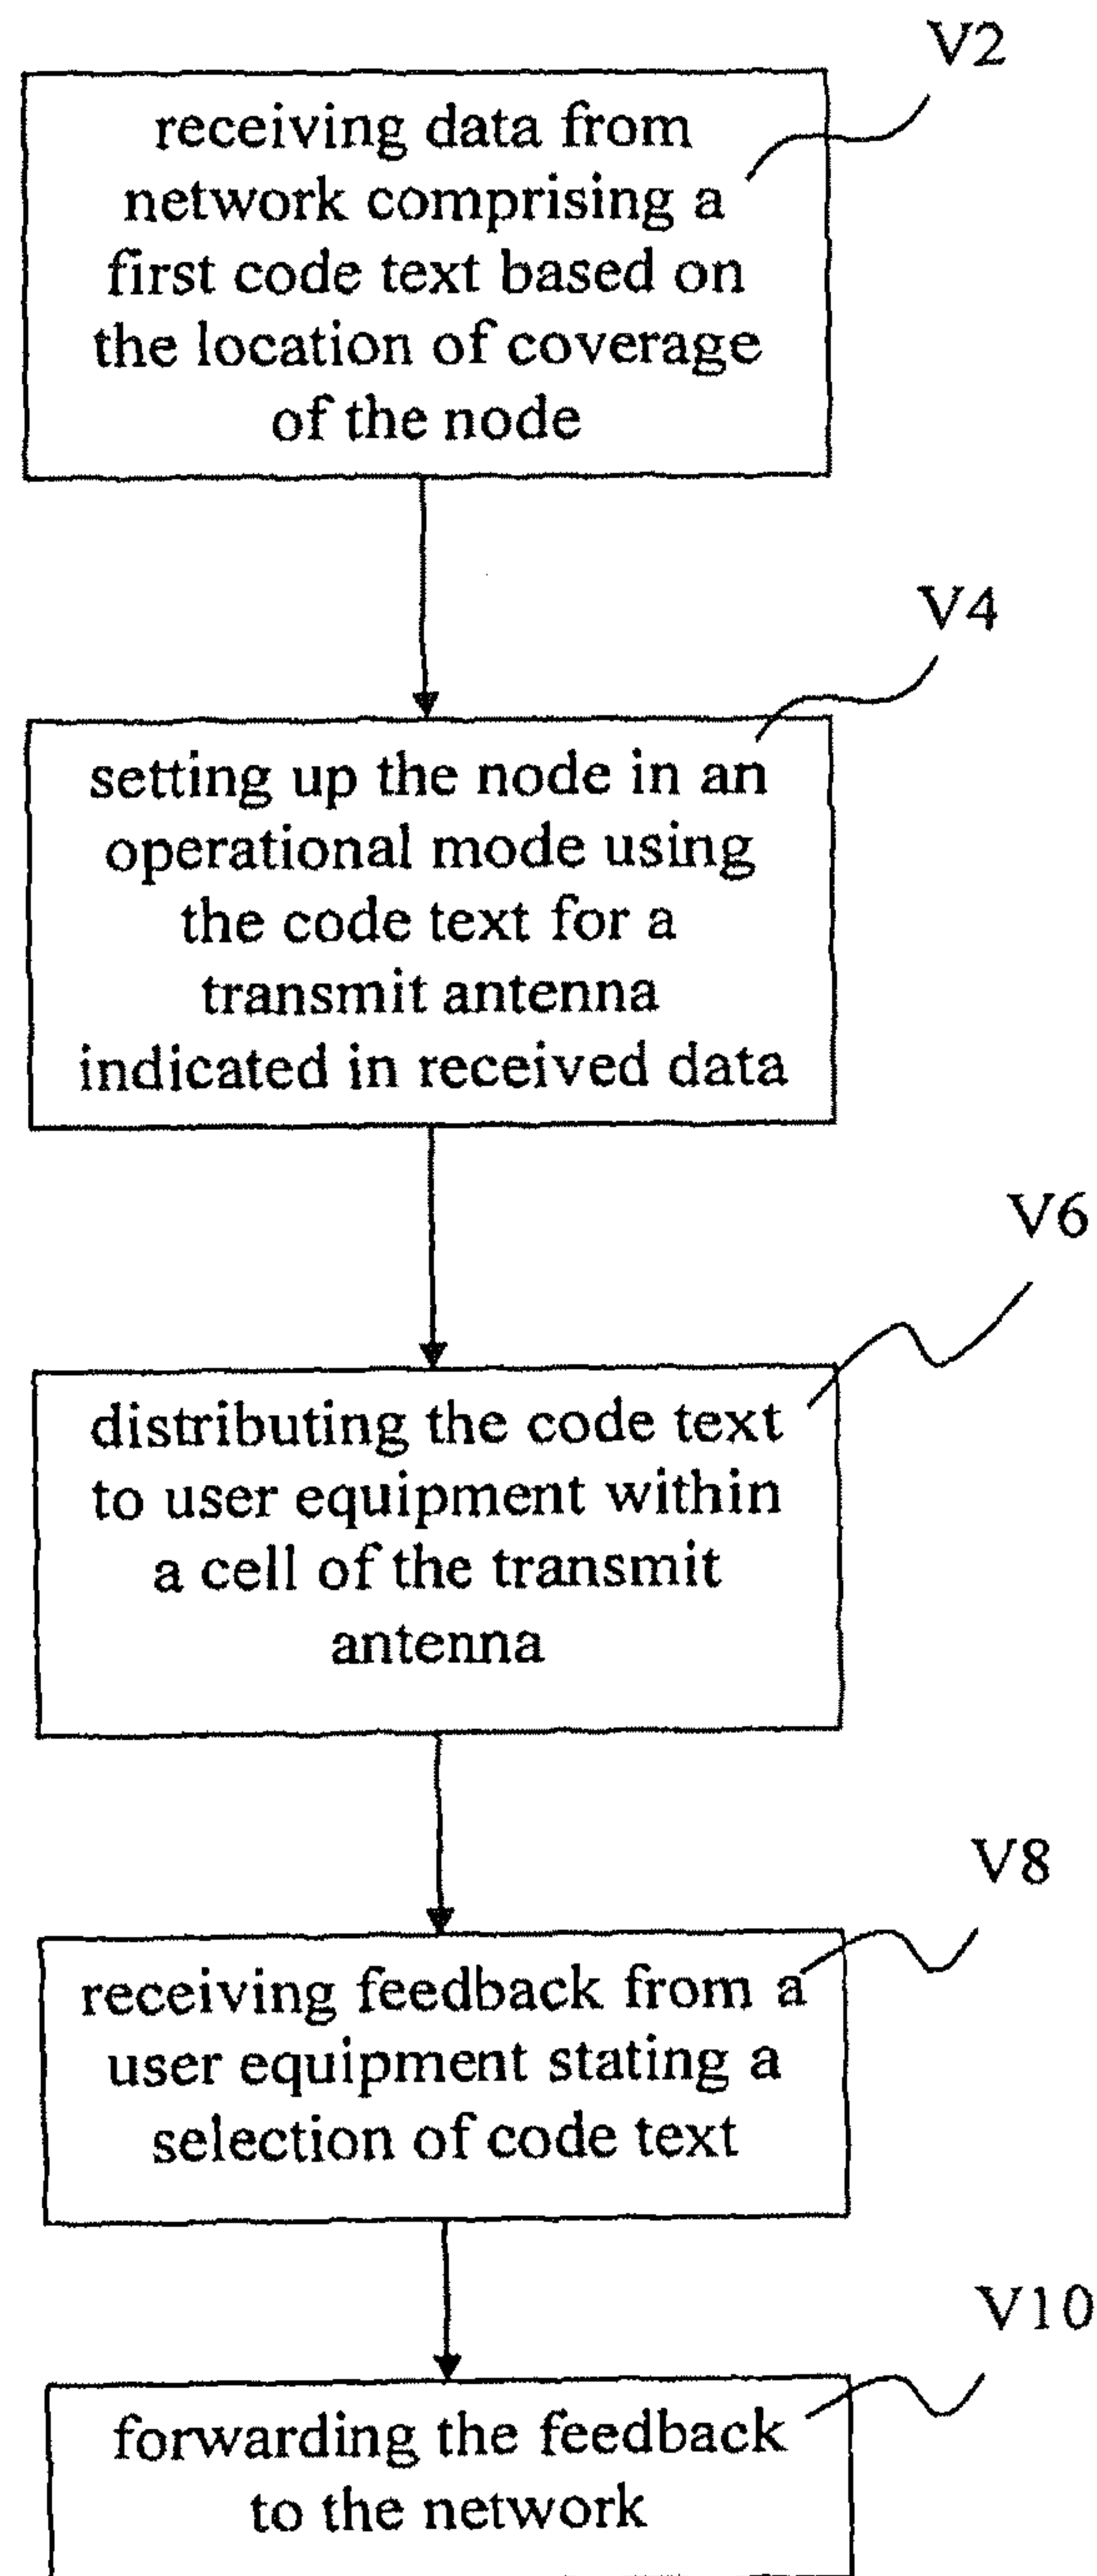 V2
receiving data from
network comprising a
first code text based on
the location of coverage
of the node
V4
setting up the node in an
operational mode using
the code text for a
transmit antenna
indicated in received data
V6
distributing the code text
to user equipment within
a cell of the transmit
antenna
V8
receiving feedback from a
user equipment stating a
selection of code text
V10
forwarding the feedback
to the network